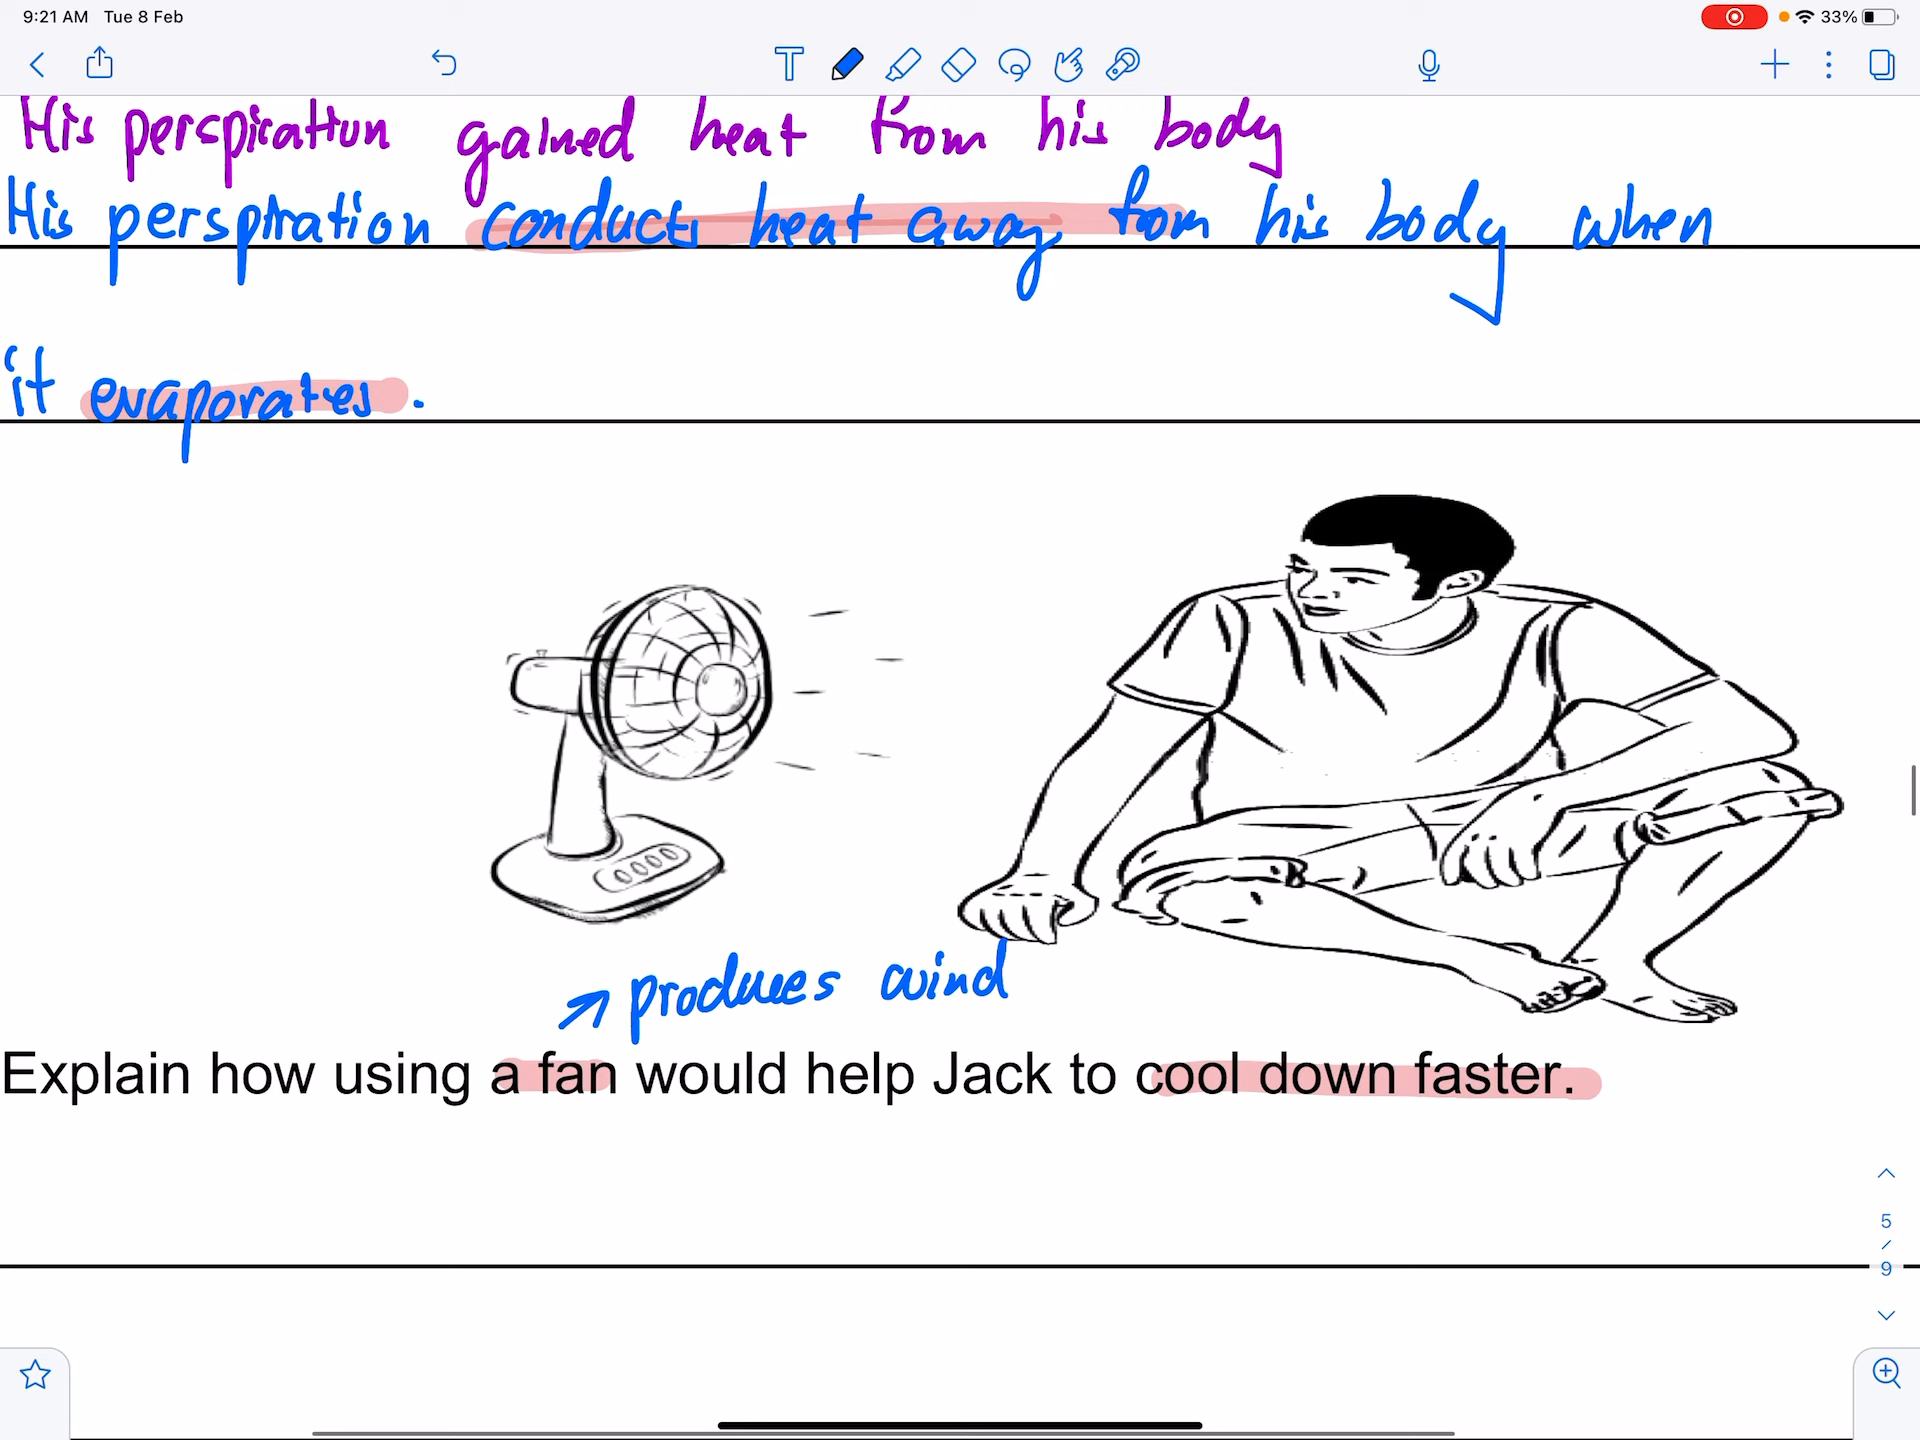 9:21 AM Tue 8 Feb 33%
His perspiration gained heat from his body
His perspiration conducts heat away from his body when
it evaporates.
produces wind
Explain how using a fan would help Jack to cool down faster.
5
/
9